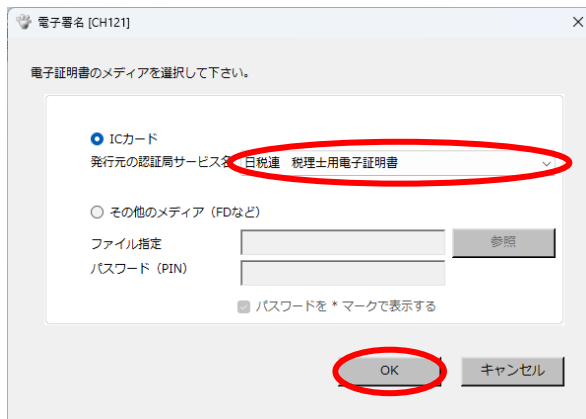 電子署名 [CH121]
電子証明書のメディアを選択して下さい。
ICカード
発行元の認証局サービス名 日税連 税理士用電子証明書
その他のメディア（FDなど）
ファイル指定 参照
パスワード（PIN）
パスワードを * マークで表示する
OK キャンセル